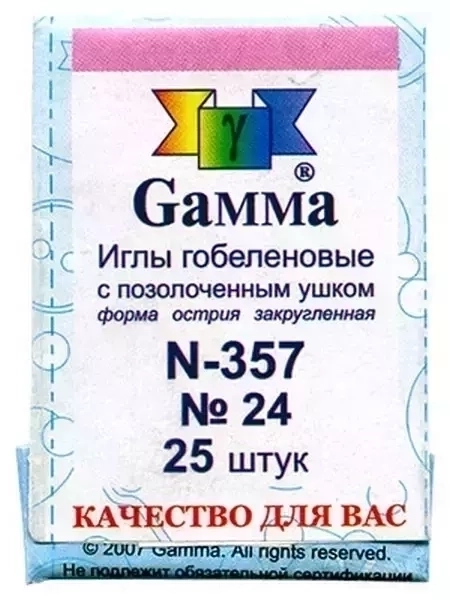 γ
Gамма®
Иглы гобеленовые
с позолоченным ушком
форма острия закругленная
N-357
№ 24
25 штук
КАЧЕСТВО ДЛЯ ВАС
© 2007 Gamma. All rights reserved.
Не подлежит обязательной сертификации